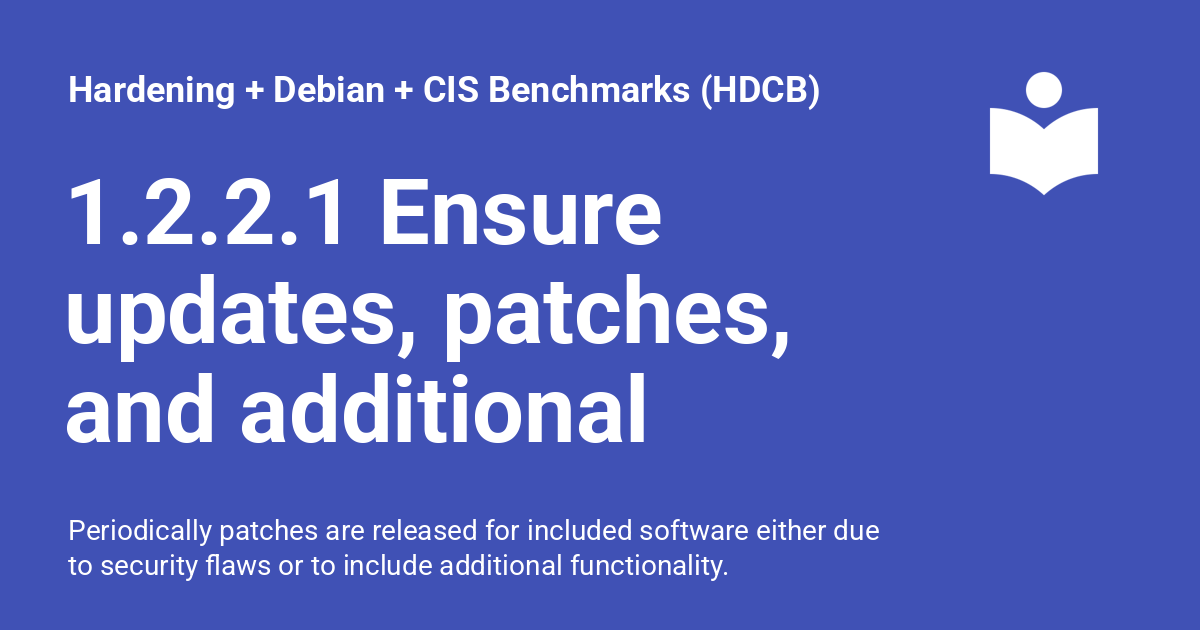 Hardening + Debian + CIS Benchmarks (HDCB)
1.2.2.1 Ensure
updates, patches,
and additional
Periodically patches are released for included software either due
to security flaws or to include additional functionality.